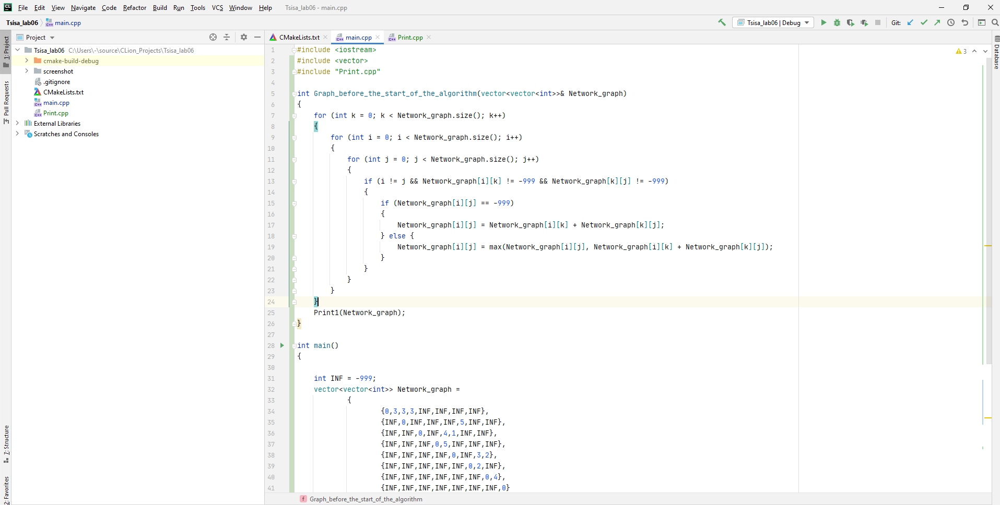 CL File Edit View Navigate Code Refactor Build Run Tools VCS Window Help Tsisa_lab06 - main.cpp
Tsisa_lab06 main.cpp Tsisa_lab06 | Debug Git:
1: Project
Pull Requests
7: Structure
2: Favorites
Project
Tsisa_lab06 C:\Users\-\source\CLion_Projects\Tsisa_lab06
cmake-build-debug
screenshot
.gitignore
CMakeLists.txt
main.cpp
Print.cpp
External Libraries
Scratches and Consoles
CMakeLists.txt main.cpp Print.cpp
3
Database
1 #include <iostream>
2 #include <vector>
3 #include "Print.cpp"
4
5 int Graph_before_the_start_of_the_algorithm(vector<vector<int>>& Network_graph)
6 {
7 for (int k = 0; k < Network_graph.size(); k++)
8 {
9 for (int i = 0; i < Network_graph.size(); i++)
10 {
11 for (int j = 0; j < Network_graph.size(); j++)
12 {
13 if (i != j && Network_graph[i][k] != -999 && Network_graph[k][j] != -999)
14 {
15 if (Network_graph[i][j] == -999)
16 {
17 Network_graph[i][j] = Network_graph[i][k] + Network_graph[k][j];
18 } else {
19 Network_graph[i][j] = max(Network_graph[i][j], Network_graph[i][k] + Network_graph[k][j]);
20 }
21 }
22 }
23 }
24 }
25 Print1(Network_graph);
26 }
27
28 int main()
29 {
30
31 int INF = -999;
32 vector<vector<int>> Network_graph =
33 {
34 {0,3,3,3,INF,INF,INF,INF},
35 {INF,0,INF,INF,INF,5,INF,INF},
36 {INF,INF,0,INF,4,1,INF,INF},
37 {INF,INF,INF,0,5,INF,INF,INF},
38 {INF,INF,INF,INF,0,INF,3,2},
39 {INF,INF,INF,INF,INF,0,2,INF},
40 {INF,INF,INF,INF,INF,INF,0,4},
41 {INF,INF,INF,INF,INF,INF,INF,0}
f Graph_before_the_start_of_the_algorithm